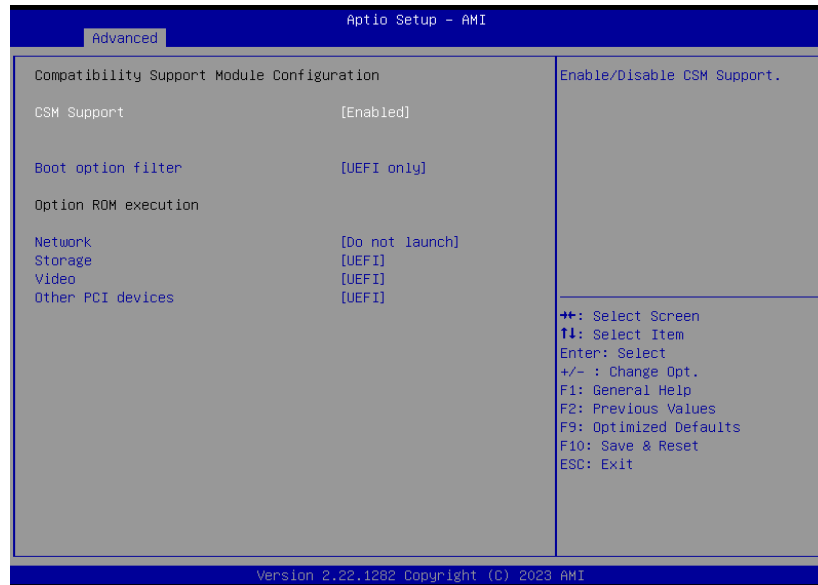 Aptio Setup - AMI
Advanced
Compatibility Support Module Configuration
CSM Support [Enabled]
Boot option filter [UEFI only]
Option ROM execution
Network [Do not launch]
Storage [UEFI]
Video [UEFI]
Other PCI devices [UEFI]
Enable/Disable CSM Support.
→←: Select Screen
↑↓: Select Item
Enter: Select
+/- : Change Opt.
F1: General Help
F2: Previous Values
F9: Optimized Defaults
F10: Save & Reset
ESC: Exit
Version 2.22.1282 Copyright (C) 2023 AMI